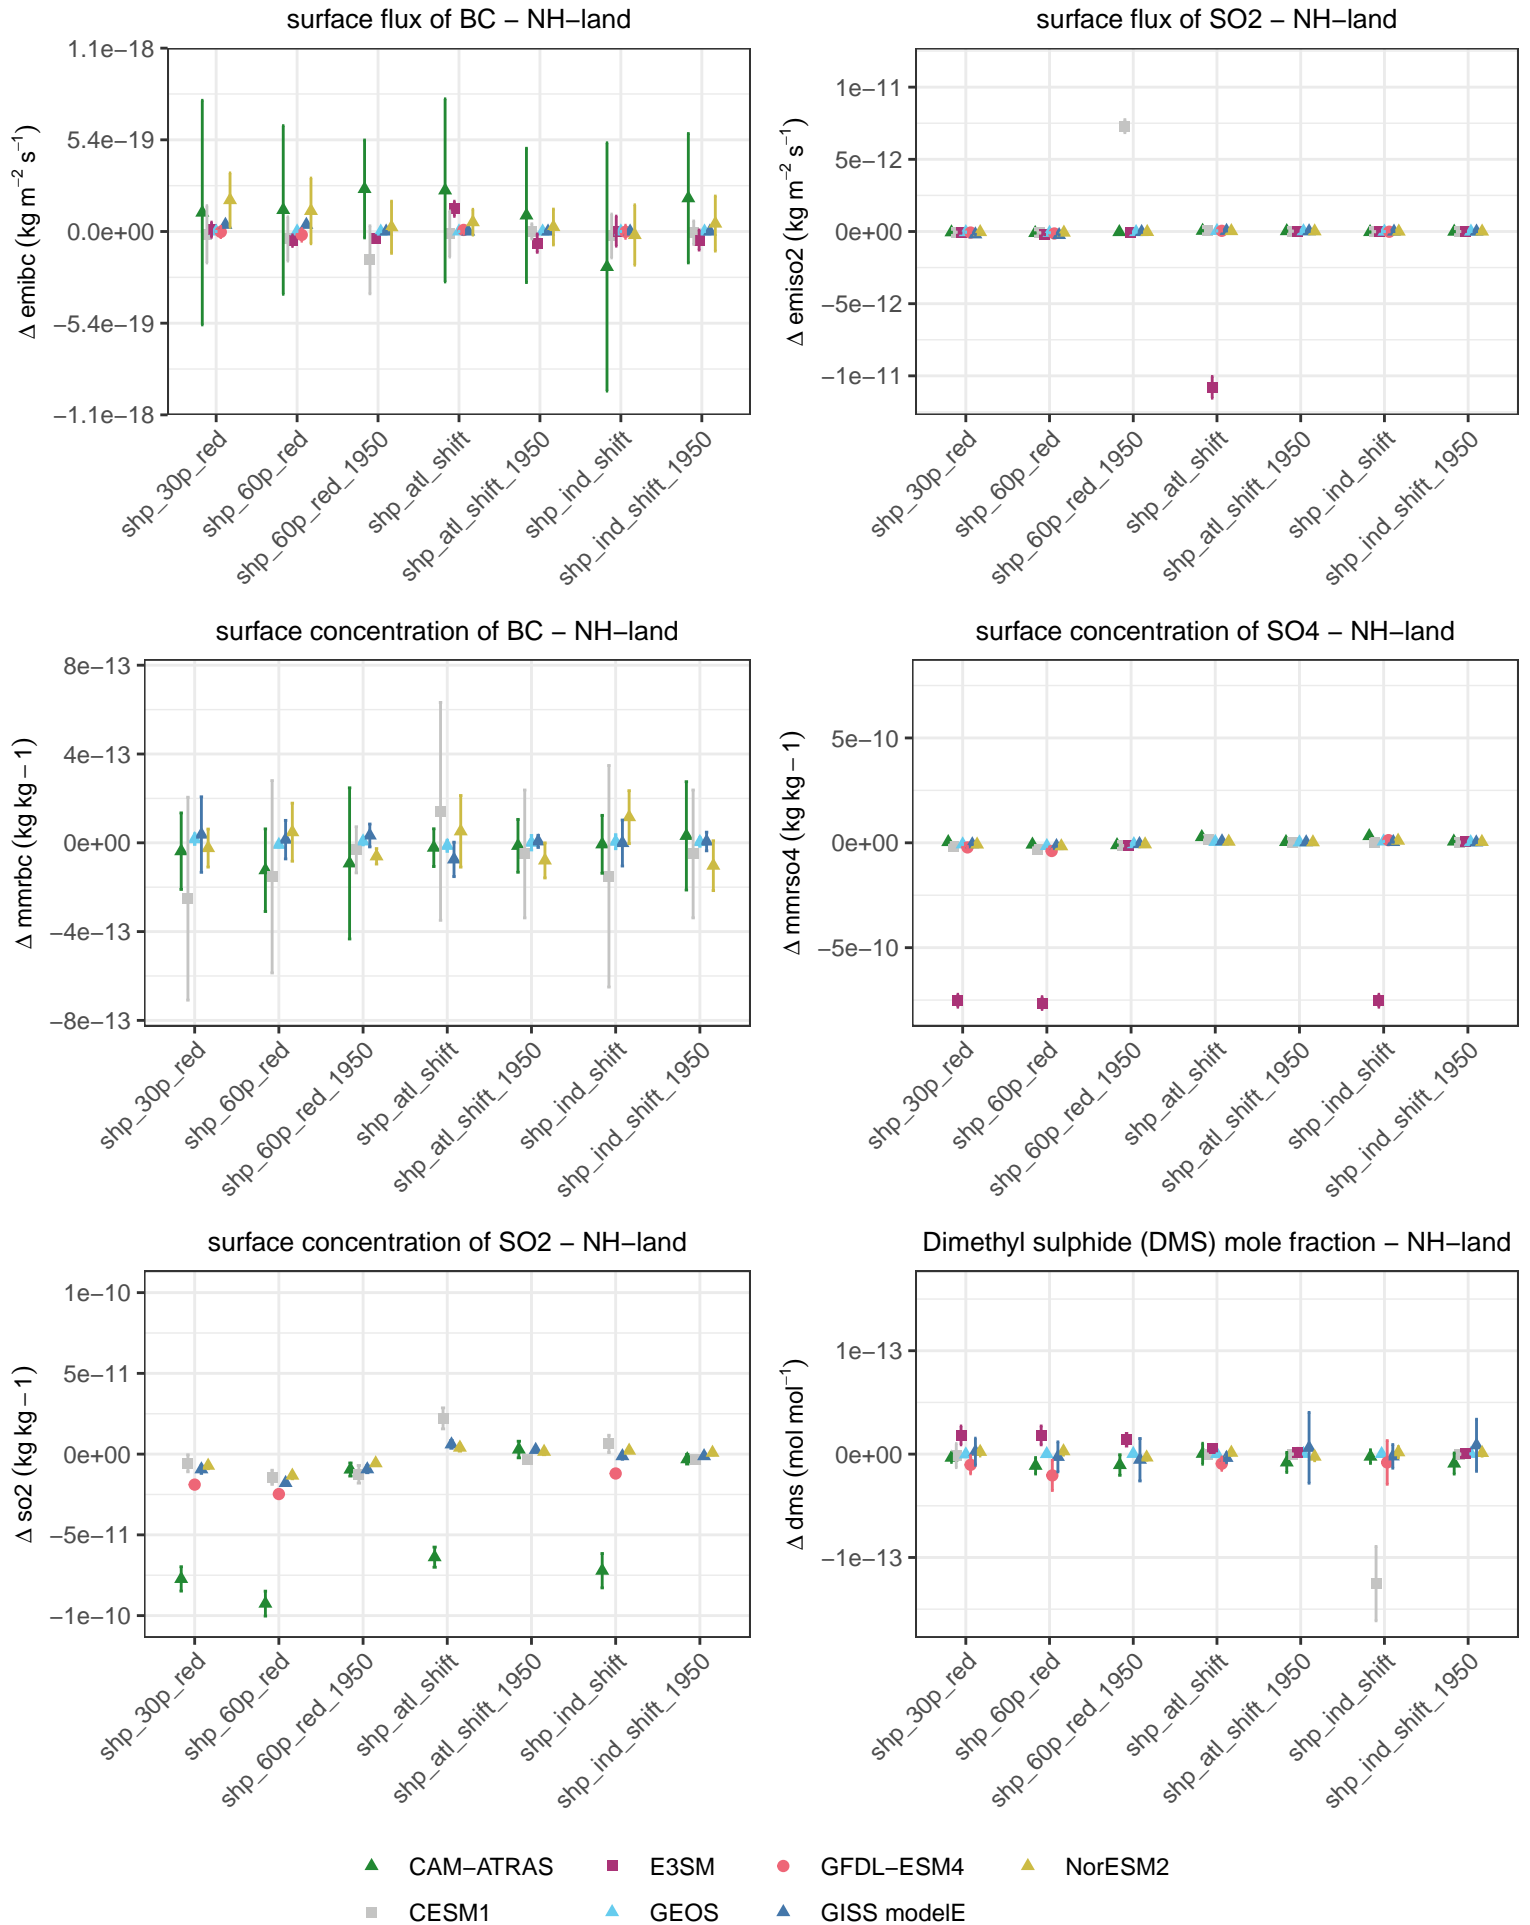 surface flux of BC − NH−land
1.1e−18
5.4e−19
0.0e+00
−5.4e−19
−1.1e−18
Δ emibc (kg m−2 s−1)
shp_30p_red
shp_60p_red
shp_60p_red_1950
shp_atl_shift
shp_atl_shift_1950
shp_ind_shift
shp_ind_shift_1950
surface flux of SO2 − NH−land
1e−11
5e−12
0e+00
−5e−12
−1e−11
Δ emiso2 (kg m−2 s−1)
shp_30p_red
shp_60p_red
shp_60p_red_1950
shp_atl_shift
shp_atl_shift_1950
shp_ind_shift
shp_ind_shift_1950
surface concentration of BC − NH−land
8e−13
4e−13
0e+00
−4e−13
−8e−13
Δ mmrbc (kg kg − 1)
shp_30p_red
shp_60p_red
shp_60p_red_1950
shp_atl_shift
shp_atl_shift_1950
shp_ind_shift
shp_ind_shift_1950
surface concentration of SO4 − NH−land
5e−10
0e+00
−5e−10
Δ mmrso4 (kg kg − 1)
shp_30p_red
shp_60p_red
shp_60p_red_1950
shp_atl_shift
shp_atl_shift_1950
shp_ind_shift
shp_ind_shift_1950
surface concentration of SO2 − NH−land
1e−10
5e−11
0e+00
−5e−11
−1e−10
Δ so2 (kg kg − 1)
shp_30p_red
shp_60p_red
shp_60p_red_1950
shp_atl_shift
shp_atl_shift_1950
shp_ind_shift
shp_ind_shift_1950
Dimethyl sulphide (DMS) mole fraction − NH−land
1e−13
0e+00
−1e−13
Δ dms (mol mol−1)
shp_30p_red
shp_60p_red
shp_60p_red_1950
shp_atl_shift
shp_atl_shift_1950
shp_ind_shift
shp_ind_shift_1950
CAM−ATRAS E3SM GFDL−ESM4 NorESM2
CESM1 GEOS GISS modelE